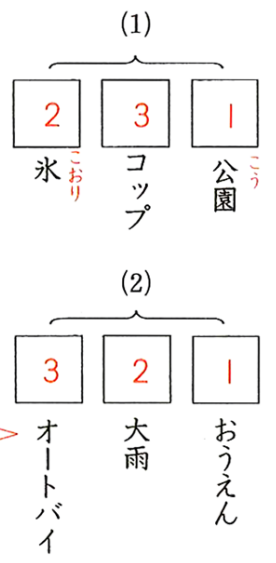 (1)
1 公園 こう
3 コップ
2 氷 こおり
(2)
1 おうえん
2 大雨
3 オートバイ